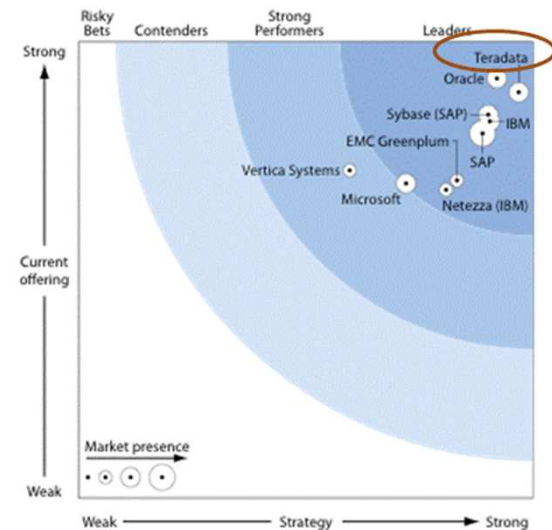 Risky
Bets
Contenders
Strong
Performers
Leaders
Strong
Teradata
Oracle
Sybase (SAP)
IBM
EMC Greenplum
SAP
Vertica Systems
Microsoft
Netezza (IBM)
Current
offering
Market presence
Weak
Weak
Strategy
Strong